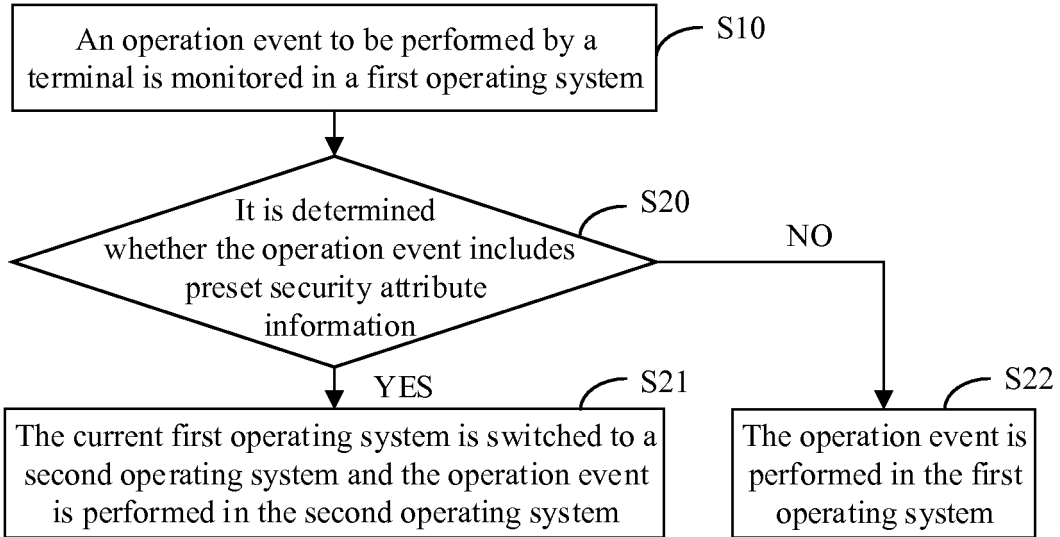 An operation event to be performed by a
terminal is monitored in a first operating system
S10
It is determined
whether the operation event includes
preset security attribute
information
S20
NO
YES
S21
The current first operating system is switched to a
second operating system and the operation event
is performed in the second operating system
S22
The operation event is
performed in the first
operating system